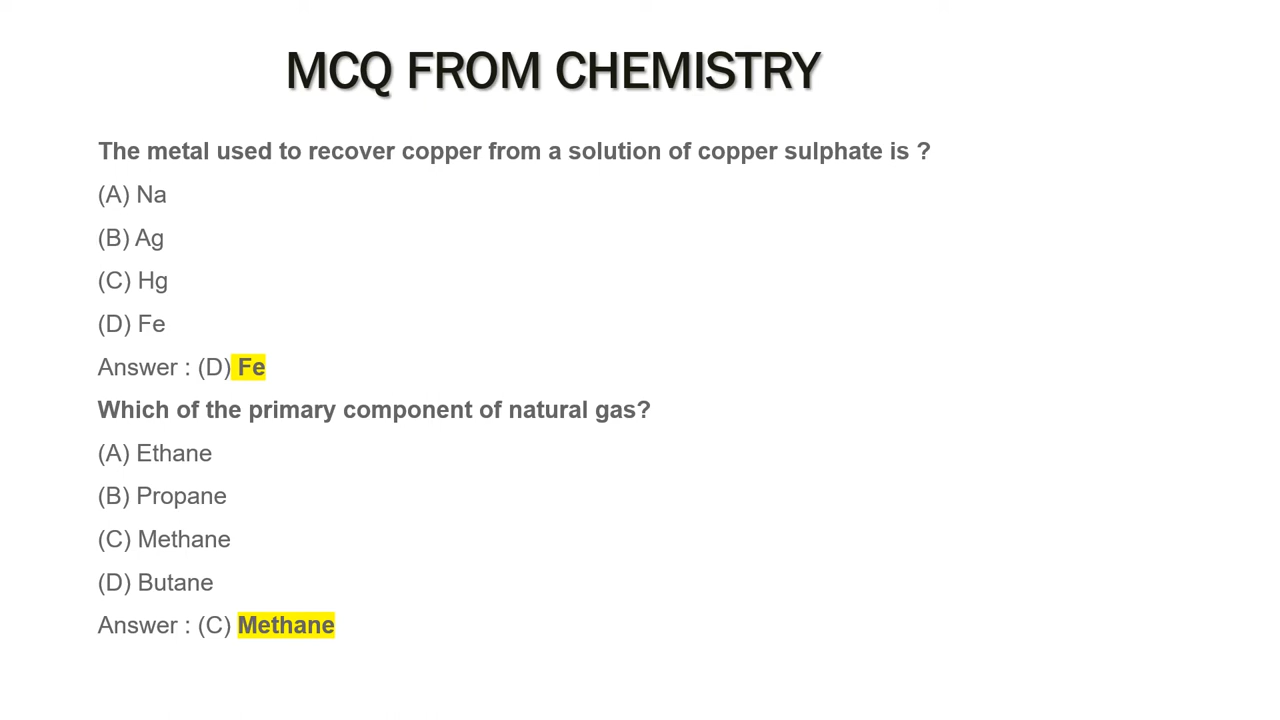 MCQ FROM CHEMISTRY
The metal used to recover copper from a solution of copper sulphate is ?
(A) Na
(B) Ag
(C) Hg
(D) Fe
Answer : (D) Fe
Which of the primary component of natural gas?
(A) Ethane
(B) Propane
(C) Methane
(D) Butane
Answer : (C) Methane